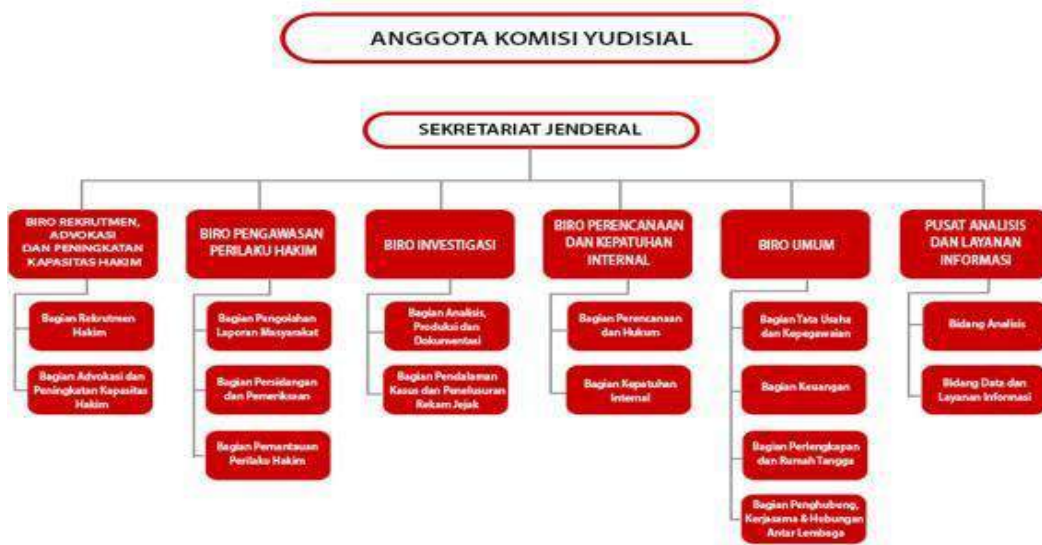 ANGGOTA KOMISI YUDISIAL
SEKRETARIAT JENDERAL
BIRO REKRUTMEN,
ADVOKASI
DAN PENINGKATAN
KAPASITAS HAKIM
Bagian Rekrutmen
Hakim
Bagian Advokasi dan
Peningkatan Kapasitas
Hakim
BIRO PENGAWASAN
PERILAKU HAKIM
Bagian Pengolahan
Laporan Masyarakat
Bagian Persidangan
dan Pemeriksaan
Bagian Pemantauan
Perilaku Hakim
BIRO INVESTIGASI
Bagian Analisis,
Produksi dan
Dokumentasi
Bagian Pendalaman
Kasus dan Penelusuran
Rekam Jejak
BIRO PERENCANAAN
DAN KEPATUHAN
INTERNAL
Bagian Perencanaan
dan Hukum
Bagian Kepatuhan
Internal
BIRO UMUM
Bagian Tata Usaha
dan Kepegawaian
Bagian Keuangan
Bagian Perlengkapan
dan Rumah Tangga
Bagian Penghubung,
Kerjasama & Hubungan
Antar Lembaga
PUSAT ANALISIS
DAN LAYANAN
INFORMASI
Bidang Analisis
Bidang Data dan
Layanan Informasi